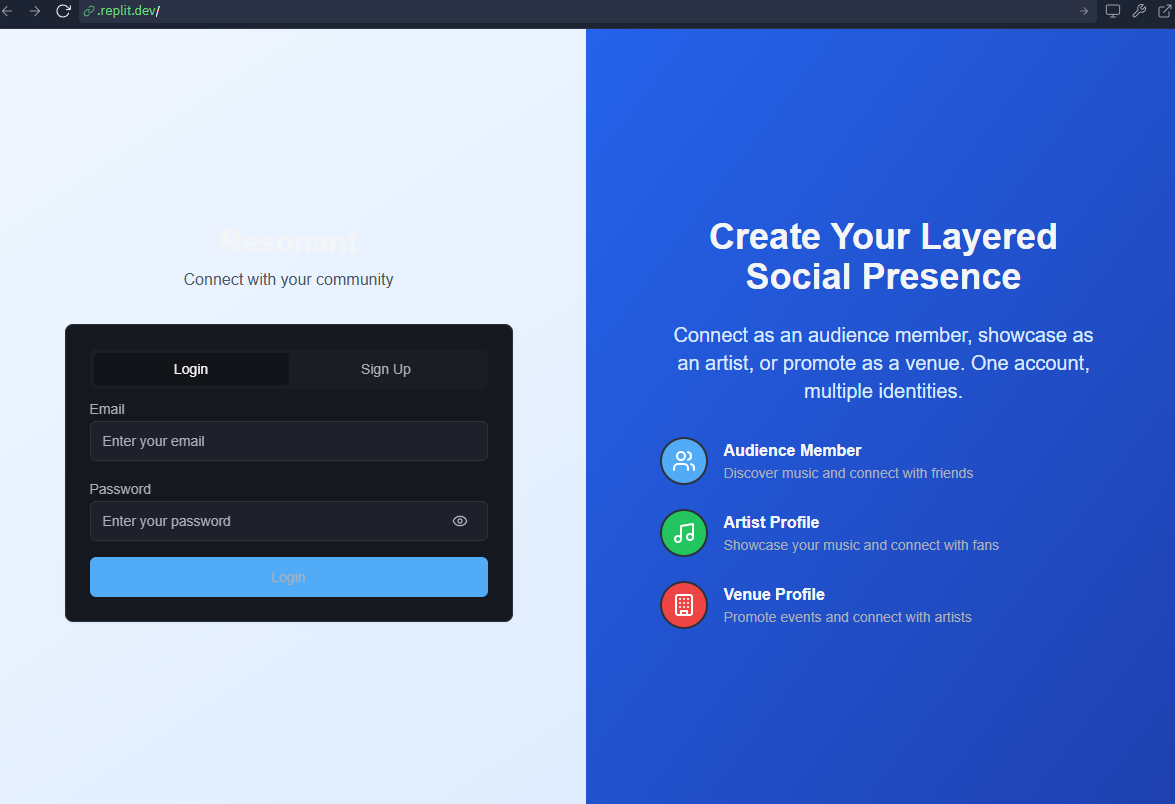 .replit.dev/
Resonant
Connect with your community
Login
Sign Up
Email
Enter your email
Password
Enter your password
Login
Create Your Layered
Social Presence
Connect as an audience member, showcase as
an artist, or promote as a venue. One account,
multiple identities.
Audience Member
Discover music and connect with friends
Artist Profile
Showcase your music and connect with fans
Venue Profile
Promote events and connect with artists